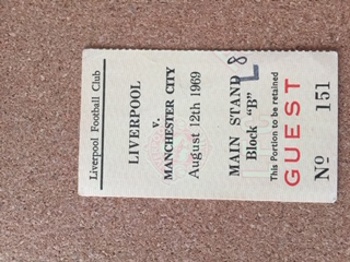 Liverpool Football Club
LIVERPOOL
v.
MANCHESTER CITY
August 12th 1969
MAIN STAND
Block "B" L8
This Portion to be retained
GUEST
No 151